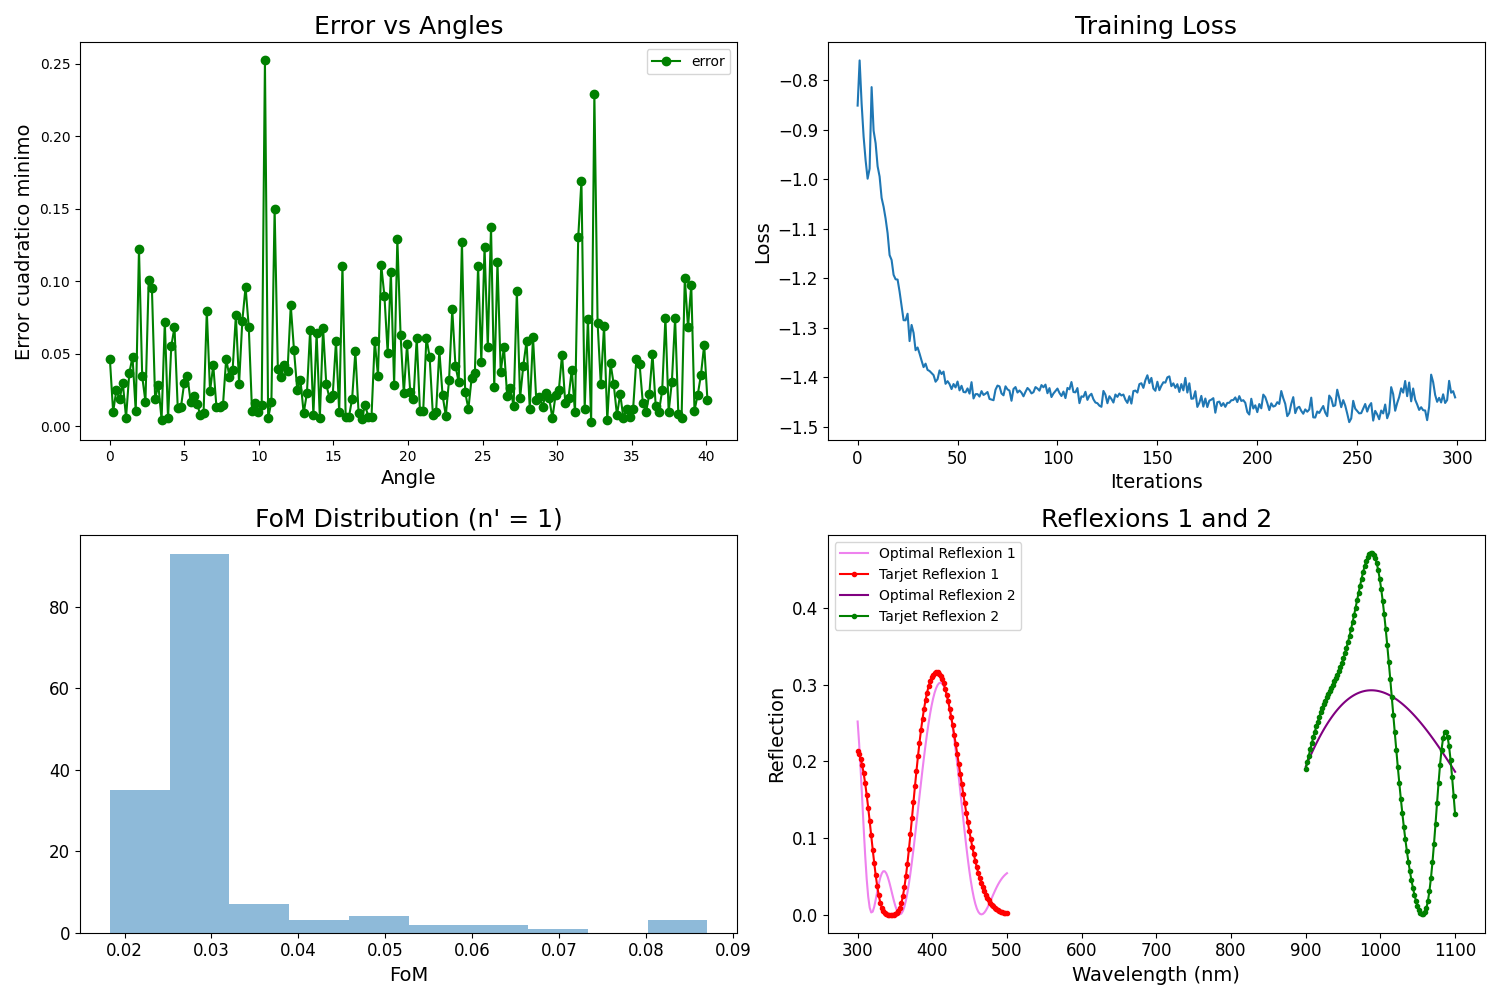 Error vs Angles
Error cuadratico minimo
0.25
0.20
0.15
0.10
0.05
0.00
error
0 5 10 15 20 25 30 35 40
Angle
Training Loss
Loss
−0.8
−0.9
−1.0
−1.1
−1.2
−1.3
−1.4
−1.5
0 50 100 150 200 250 300
Iterations
FoM Distribution (n' = 1)
80
60
40
20
0
0.02 0.03 0.04 0.05 0.06 0.07 0.08 0.09
FoM
Reflexions 1 and 2
Reflection
0.4
0.3
0.2
0.1
0.0
Optimal Reflexion 1
Tarjet Reflexion 1
Optimal Reflexion 2
Tarjet Reflexion 2
300 400 500 600 700 800 900 1000 1100
Wavelength (nm)